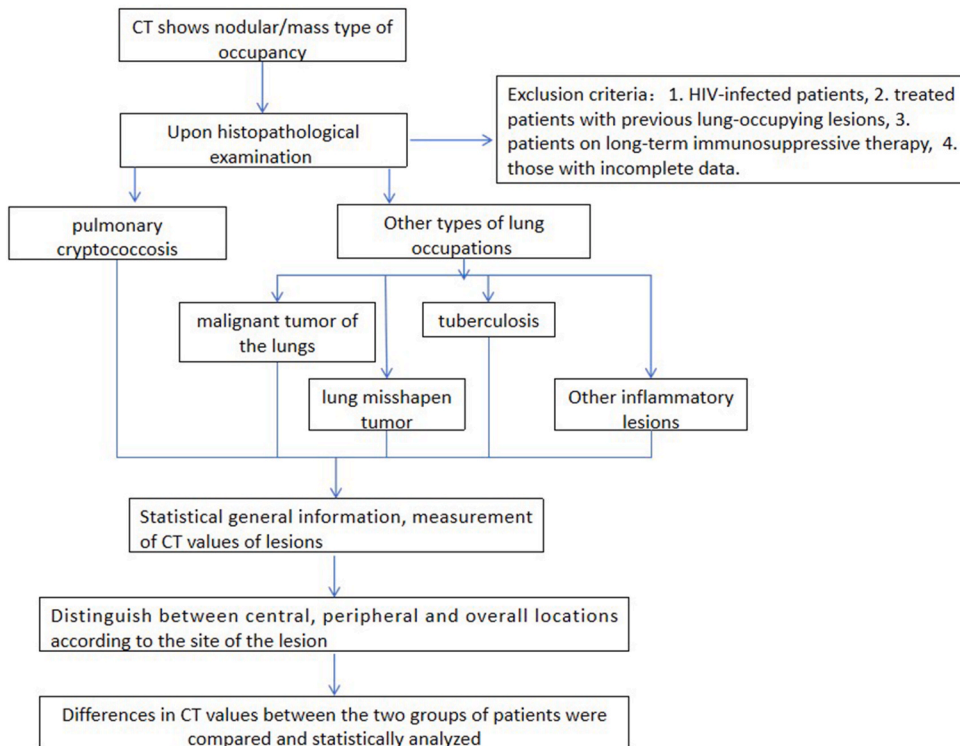 CT shows nodular/mass type of
occupancy
Exclusion criteria: 1. HIV-infected patients, 2. treated
patients with previous lung-occupying lesions, 3.
patients on long-term immunosuppressive therapy, 4.
those with incomplete data.
Upon histopathological
examination
pulmonary
cryptococcosis
Other types of lung
occupations
malignant tumor of
the lungs
tuberculosis
lung misshapen
tumor
Other inflammatory
lesions
Statistical general information, measurement
of CT values of lesions
Distinguish between central, peripheral and overall locations
according to the site of the lesion
Differences in CT values between the two groups of patients were
compared and statistically analyzed